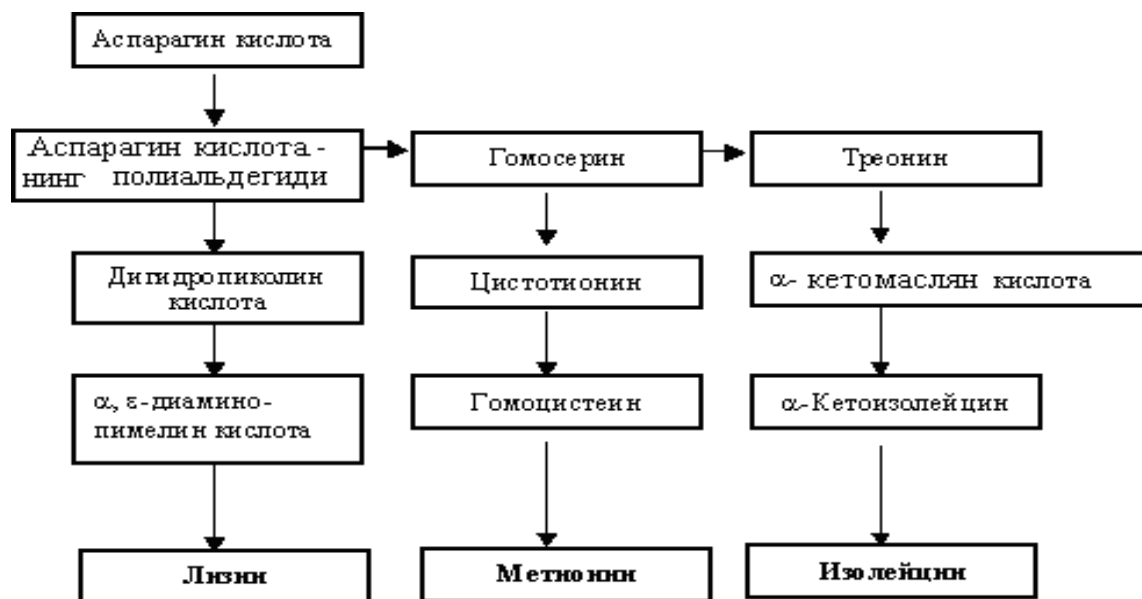 Аспарагин кислота
Аспарагин кислота -
нинг полиальдегиди
Гомосерин
Треонин
Дигидропиколин
кислота
Цистотионин
α- кетомаслян кислота
α, ε-диамино-
пимелин кислота
Гомоцистеин
α-Кетоизолейцин
Лизин
Метионин
Изолейцин